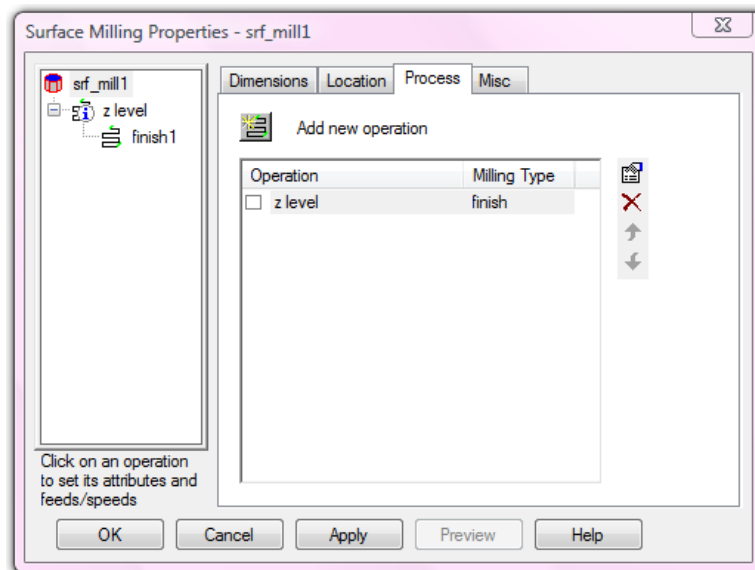 Surface Milling Properties - srf_mill1
srf_mill1
z level
finish1
Click on an operation
to set its attributes and
feeds/speeds
Dimensions Location Process Misc
Add new operation
Operation Milling Type
z level finish
OK Cancel Apply Preview Help